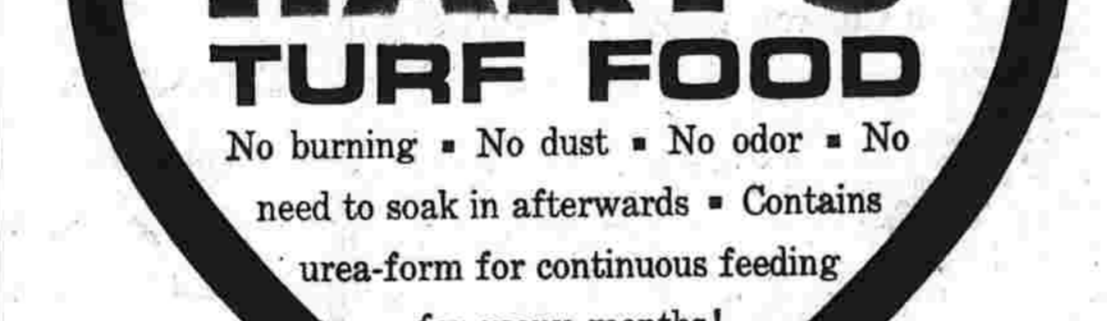 TURF FOOD
No burning ▪ No dust ▪ No odor ▪ No
need to soak in afterwards ▪ Contains
urea-form for continuous feeding
months!